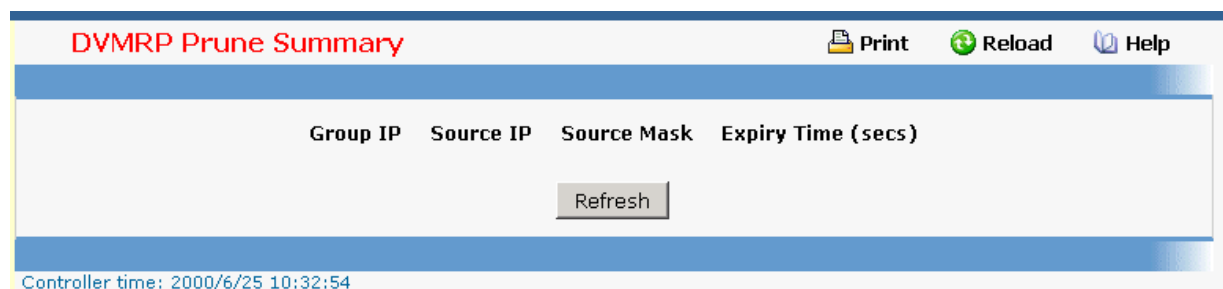 DVMRP Prune Summary Print Reload Help
Group IP Source IP Source Mask Expiry Time (secs)
Refresh
Controller time: 2000/6/25 10:32:54